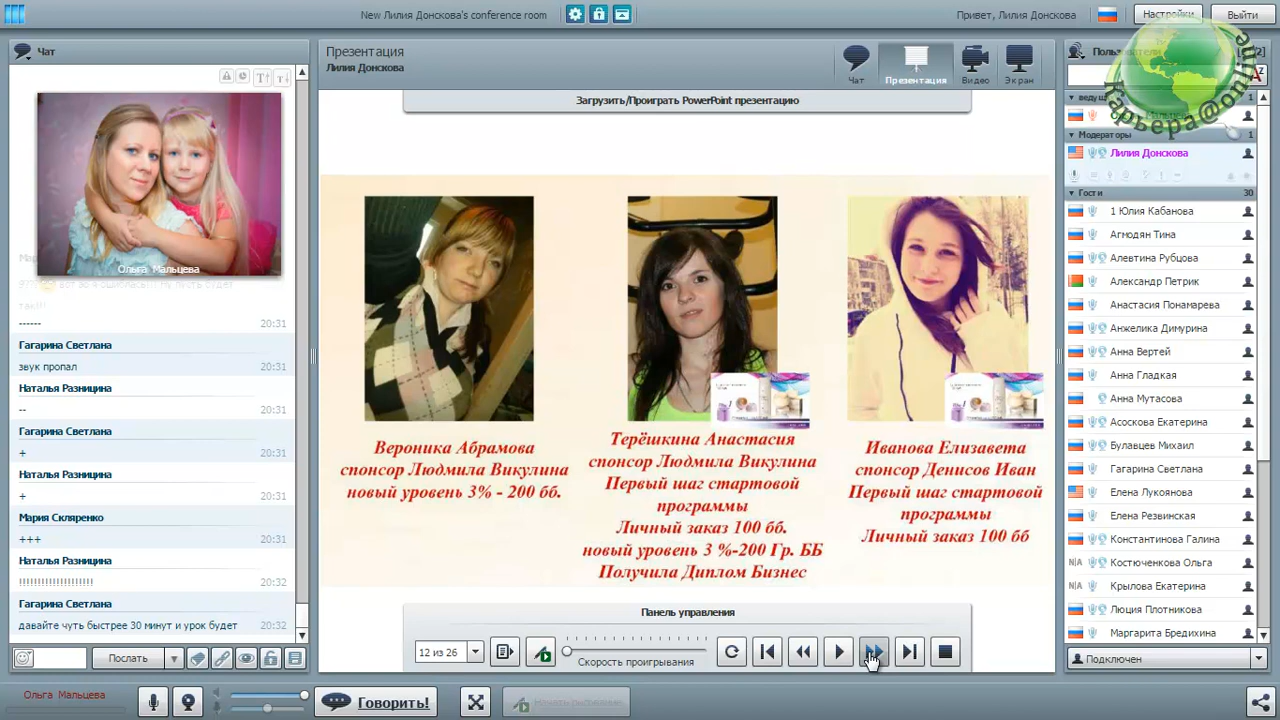 New Лилия Донскова's conference room
Привет, Лилия Донскова
Настройки
Выйти
Чат
Ольга Мальцева
так!!!
------
20:31
Гагарина Светлана
звук пропал
20:31
Наталья Разницина
--
20:31
Гагарина Светлана
+
20:31
Наталья Разницина
+
20:31
Мария Скляренко
+++
20:31
Наталья Разницина
!!!!!!!!!!!!!!!!!!!!
20:32
Гагарина Светлана
давайте чуть быстрее 30 минут и урок будет
20:32
Послать
Презентация
Лилия Донскова
Чат
Презентация
Видео
Экран
Загрузить/Проиграть PowerPoint презентацию
Вероника Абрамова
спонсор Людмила Викулина
новый уровень 3% - 200 бб.
Терёшкина Анастасия
спонсор Людмила Викулина
Первый шаг стартовой
программы
Личный заказ 100 бб.
новый уровень 3 %-200 Гр. ББ
Получила Диплом Бизнес
Иванова Елизавета
спонсор Денисов Иван
Первый шаг стартовой
программы
Личный заказ 100 бб
Панель управления
12 из 26
Скорость проигрывания
Пользователи
карьера@online
Модераторы
1
Лилия Донскова
Гости
30
1 Юлия Кабанова
Агмодян Тина
Алевтина Рубцова
Александр Петрик
Анастасия Понамарева
Анжелика Димурина
Анна Вертей
Анна Гладкая
Анна Мутасова
Асоскова Екатерина
Булавцев Михаил
Гагарина Светлана
Елена Лукоянова
Елена Резвинская
Константинова Галина
N/A Костюченкова Ольга
N/A Крылова Екатерина
Люция Плотникова
Маргарита Бредихина
Подключен
Ольга Мальцева
Говорить!